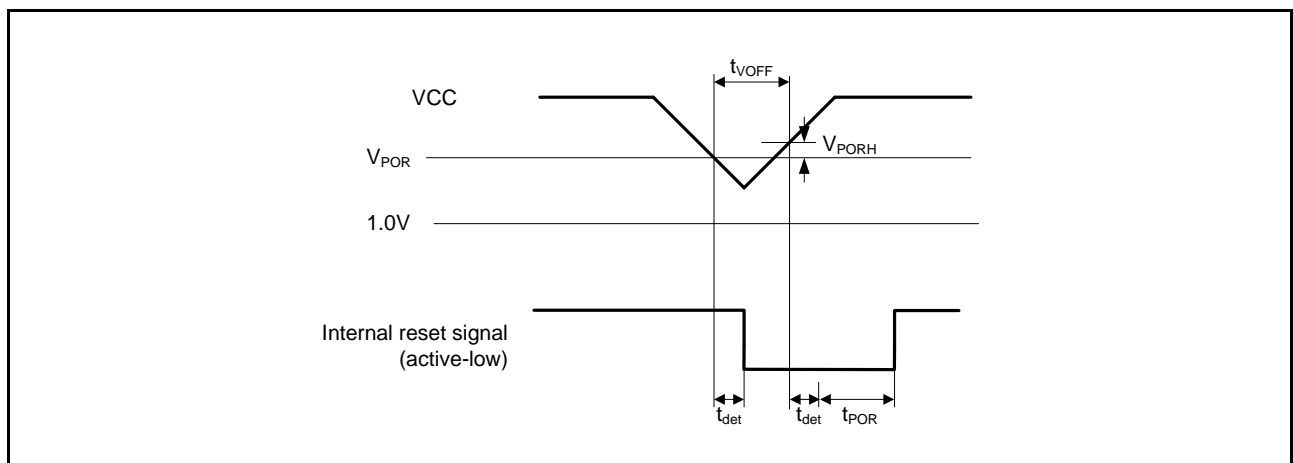 tVOFF
VCC
VPORH
VPOR
1.0V
Internal reset signal
(active-low)
tdet
tdet
tPOR